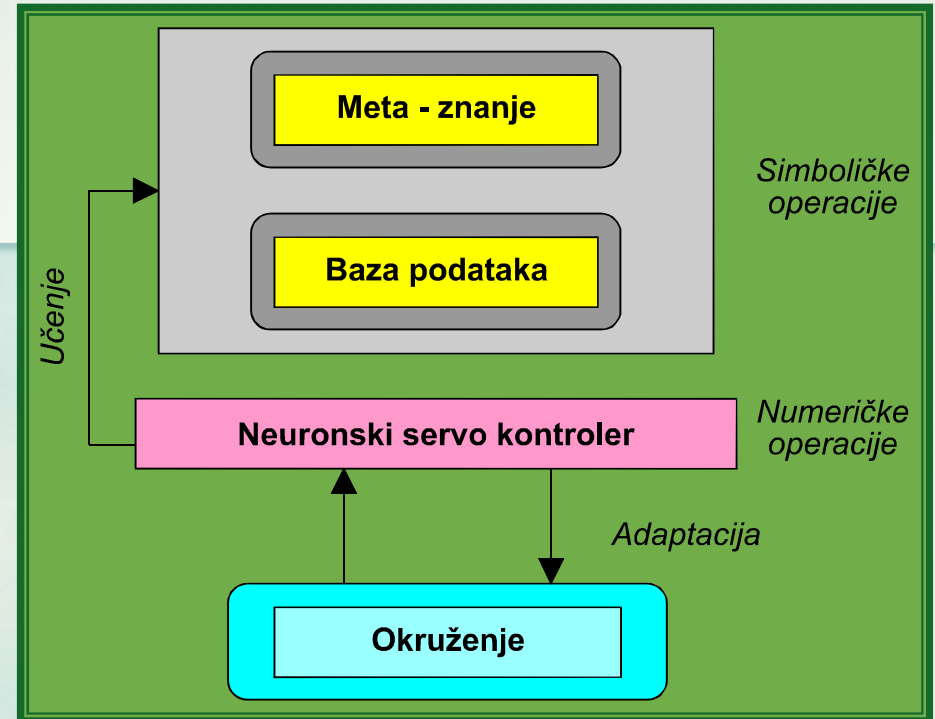 Meta - znanje
Simboličke
operacije
Baza podataka
Učenje
Numeričke
operacije
Neuronski servo kontroler
Adaptacija
Okruženje